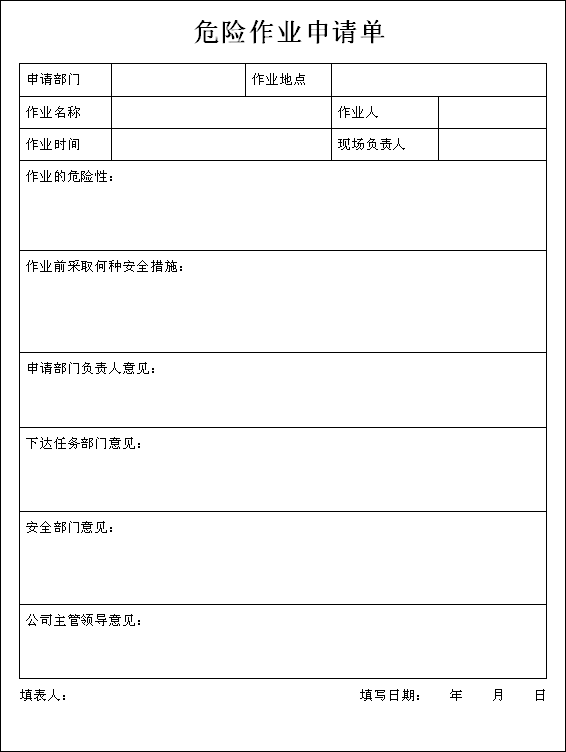 危险作业申请单
申请部门 作业地点
作业名称 作业人
作业时间 现场负责人
作业的危险性：
作业前采取何种安全措施：
申请部门负责人意见：
下达任务部门意见：
安全部门意见：
公司主管领导意见：
填表人： 填写日期： 年 月 日